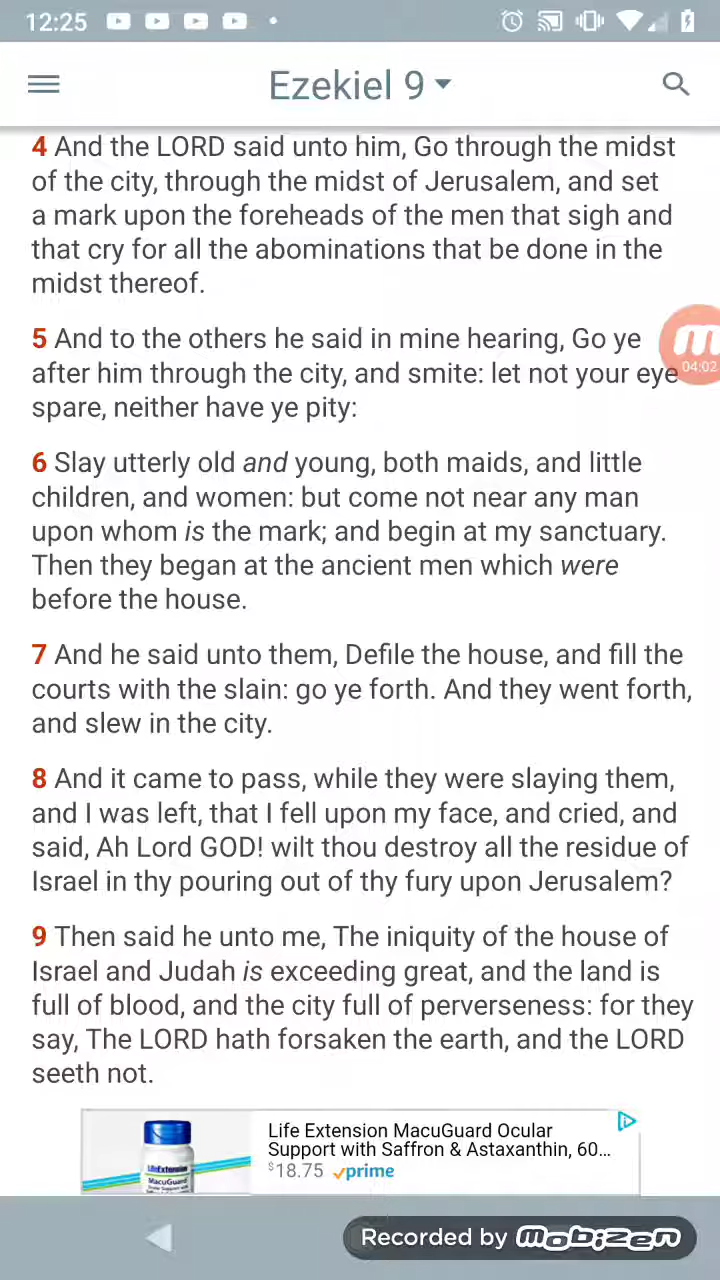 12:25
Ezekiel 9
4 And the LORD said unto him, Go through the midst
of the city, through the midst of Jerusalem, and set
a mark upon the foreheads of the men that sigh and
that cry for all the abominations that be done in the
midst thereof.
5 And to the others he said in mine hearing, Go ye
after him through the city, and smite: let not your eye
spare, neither have ye pity:
04:02
6 Slay utterly old and young, both maids, and little
children, and women: but come not near any man
upon whom is the mark; and begin at my sanctuary.
Then they began at the ancient men which were
before the house.
7 And he said unto them, Defile the house, and fill the
courts with the slain: go ye forth. And they went forth,
and slew in the city.
8 And it came to pass, while they were slaying them,
and I was left, that I fell upon my face, and cried, and
said, Ah Lord GOD! wilt thou destroy all the residue of
Israel in thy pouring out of thy fury upon Jerusalem?
9 Then said he unto me, The iniquity of the house of
Israel and Judah is exceeding great, and the land is
full of blood, and the city full of perverseness: for they
say, The LORD hath forsaken the earth, and the LORD
seeth not.
LifeExtension
MacuGuard
Life Extension MacuGuard Ocular
Support with Saffron & Astaxanthin, 60...
$18.75 prime
Recorded by mobizen